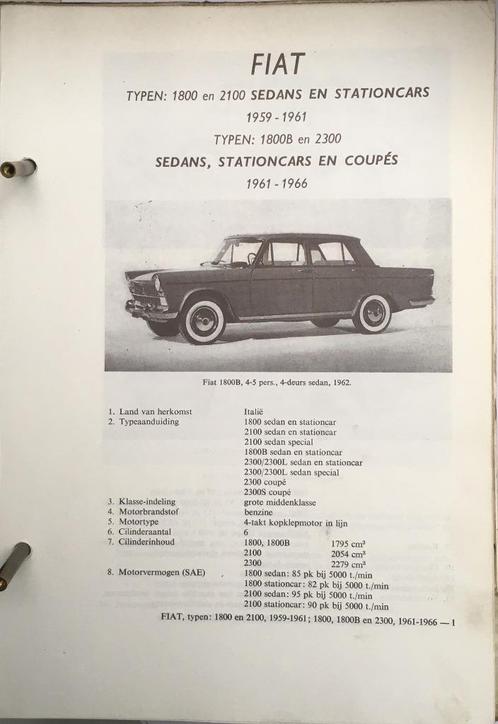 FIAT
TYPEN: 1800 en 2100 SEDANS EN STATIONCARS
1959 - 1961
TYPEN: 1800B en 2300
SEDANS, STATIONCARS EN COUPÉS
1961 - 1966
Fiat 1800B, 4-5 pers., 4-deurs sedan, 1962.
1. Land van herkomst Italië
2. Typeaanduiding 1800 sedan en stationcar
2100 sedan en stationcar
2100 sedan special
1800B sedan en stationcar
2300/2300L sedan en stationcar
2300/2300L sedan special
2300 coupé
2300S coupé
3. Klasse-indeling grote middenklasse
4. Motorbrandstof benzine
5. Motortype 4-takt kopklepmotor in lijn
6. Cilinderaantal 6
7. Cilinderinhoud 1800, 1800B 1795 cm³
2100 2054 cm³
2300 2279 cm³
8. Motorvermogen (SAE) 1800 sedan: 85 pk bij 5000 t./min
1800 stationcar: 82 pk bij 5000 t./min
2100 sedan: 95 pk bij 5000 t./min
2100 stationcar: 90 pk bij 5000 t./min
FIAT, typen: 1800 en 2100, 1959-1961; 1800, 1800B en 2300, 1961-1966 — 1